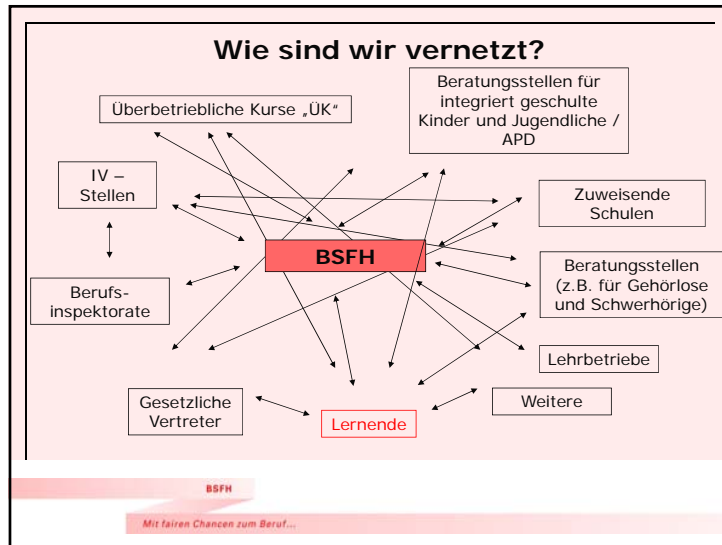 Wie sind wir vernetzt?
Überbetriebliche Kurse „ÜK“
Beratungsstellen für
integriert geschulte
Kinder und Jugendliche /
APD
IV –
Stellen
Zuweisende
Schulen
BSFH
Berufs-
inspektorate
Beratungsstellen
(z.B. für Gehörlose
und Schwerhörige)
Lehrbetriebe
Gesetzliche
Vertreter
Lernende
Weitere
BSFH
Mit fairen Chancen zum Beruf...